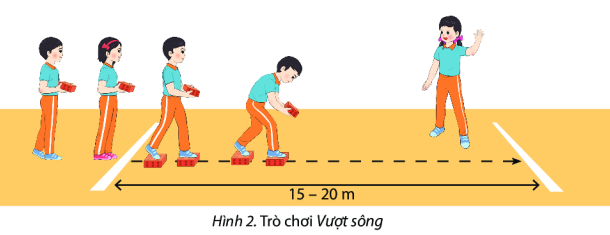 15 – 20 m
Hình 2. Trò chơi Vượt sông